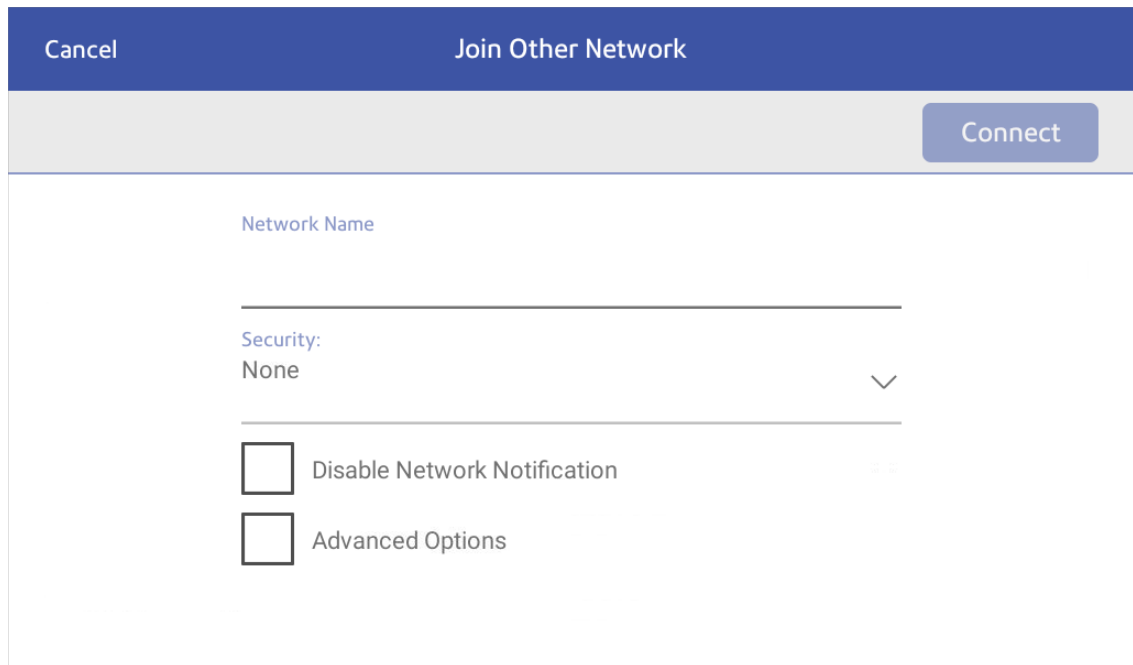 Cancel
Join Other Network
Connect
Network Name
Security:
None
Disable Network Notification
Advanced Options